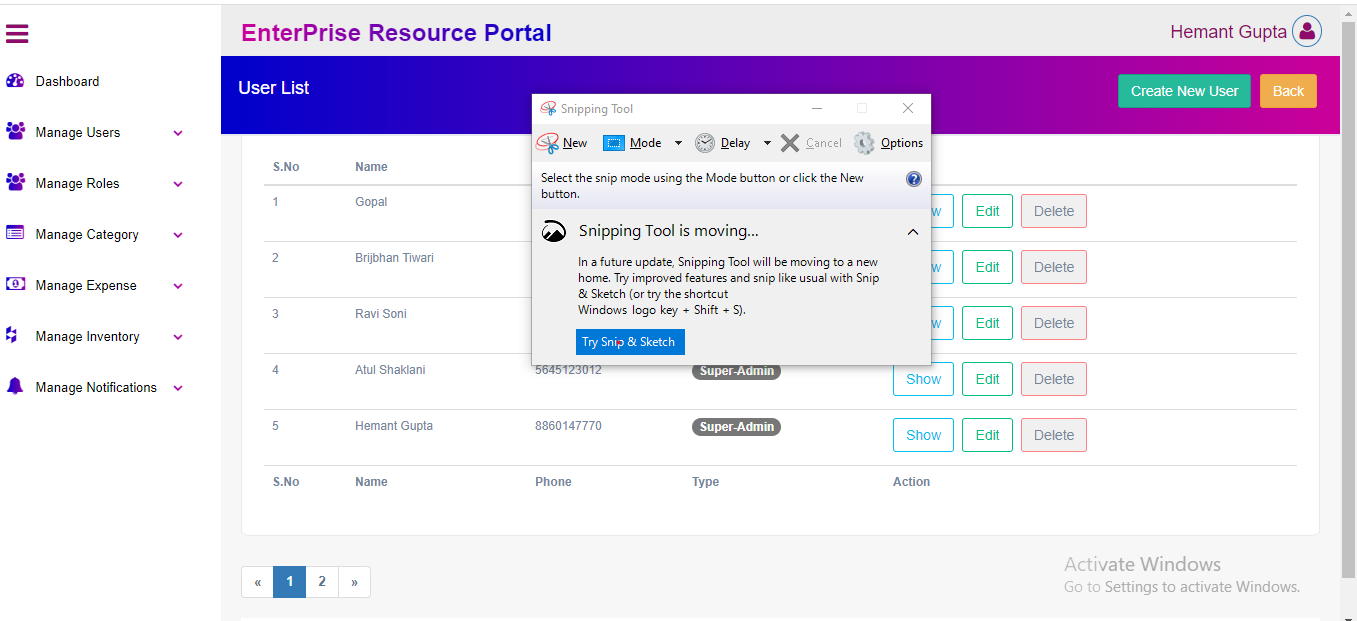 EnterPrise Resource Portal
Hemant Gupta
Dashboard
Manage Users
Manage Roles
Manage Category
Manage Expense
Manage Inventory
Manage Notifications
User List
Create New User
Back
Snipping Tool
New Mode Delay Cancel Options
Select the snip mode using the Mode button or click the New
button.
Snipping Tool is moving...
In a future update, Snipping Tool will be moving to a new
home. Try improved features and snip like usual with Snip
& Sketch (or try the shortcut
Windows logo key + Shift + S).
Try Snip & Sketch
S.No Name
1 Gopal Edit Delete
2 Brijbhan Tiwari Edit Delete
3 Ravi Soni Edit Delete
4 Atul Shaklani 5645123012 Super-Admin Show Edit Delete
5 Hemant Gupta 8860147770 Super-Admin Show Edit Delete
S.No Name Phone Type Action
« 1 2 »
Activate Windows
Go to Settings to activate Windows.